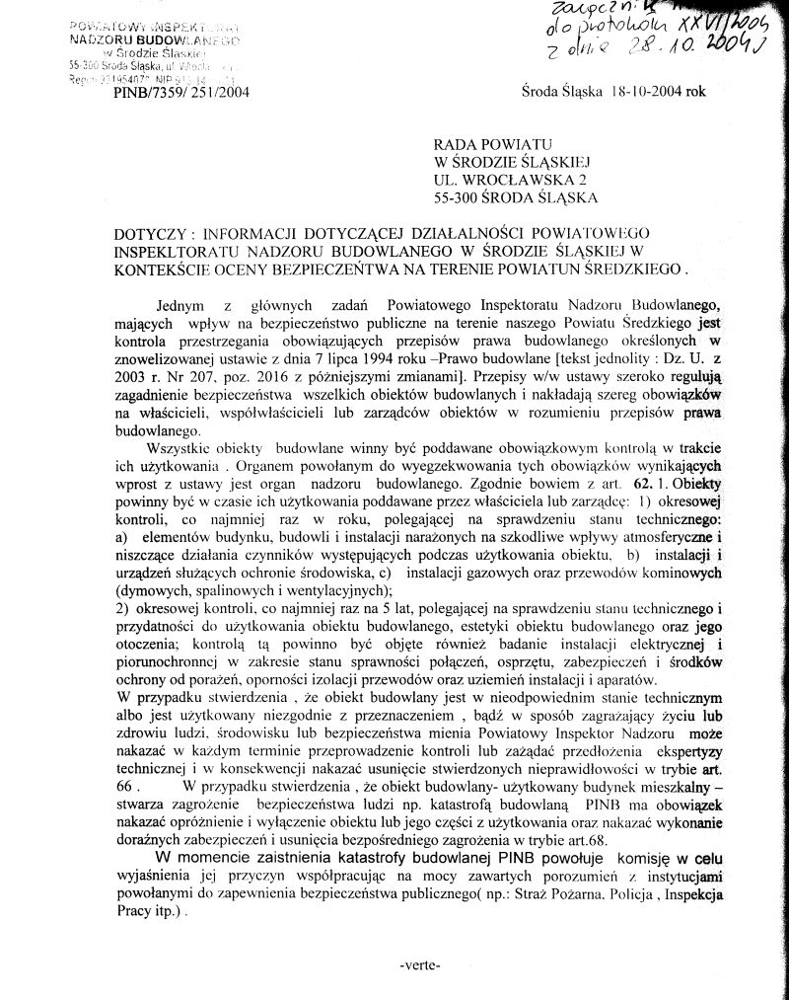 POWIATOWY INSPEKT
NADZORU BUDOWLANEGO
w Środzie Śląskiej
55-300 Środa Śląska, ul.
załącznik
do protokołu XXVI/2004
z dnia 28.10.2004
PINB/7359/ 251/2004
Środa Śląska 18-10-2004 rok
RADA POWIATU
W ŚRODZIE ŚLĄSKIEJ
UL. WROCŁAWSKA 2
55-300 ŚRODA ŚLĄSKA
DOTYCZY : INFORMACJI DOTYCZĄCEJ DZIAŁALNOŚCI POWIATOWEGO
INSPEKLTORATU NADZORU BUDOWLANEGO W ŚRODZIE ŚLĄSKIEJ W
KONTEKŚCIE OCENY BEZPIECZEŃTWA NA TERENIE POWIATUN ŚREDZKIEGO .
Jednym z głównych zadań Powiatowego Inspektoratu Nadzoru Budowlanego,
mających wpływ na bezpieczeństwo publiczne na terenie naszego Powiatu Średzkiego jest
kontrola przestrzegania obowiązujących przepisów prawa budowlanego określonych w
znowelizowanej ustawie z dnia 7 lipca 1994 roku –Prawo budowlane [tekst jednolity : Dz. U. z
2003 r. Nr 207, poz. 2016 z późniejszymi zmianami]. Przepisy w/w ustawy szeroko regulują
zagadnienie bezpieczeństwa wszelkich obiektów budowlanych i nakładają szereg obowiązków
na właścicieli, współwłaścicieli lub zarządców obiektów w rozumieniu przepisów prawa
budowlanego.
Wszystkie obiekty budowlane winny być poddawane obowiązkowym kontrolą w trakcie
ich użytkowania . Organem powołanym do wyegzekwowania tych obowiązków wynikających
wprost z ustawy jest organ nadzoru budowlanego. Zgodnie bowiem z art. 62. 1. Obiekty
powinny być w czasie ich użytkowania poddawane przez właściciela lub zarządcę: 1) okresowej
kontroli, co najmniej raz w roku, polegającej na sprawdzeniu stanu technicznego:
a) elementów budynku, budowli i instalacji narażonych na szkodliwe wpływy atmosferyczne i
niszczące działania czynników występujących podczas użytkowania obiektu, b) instalacji i
urządzeń służących ochronie środowiska, c) instalacji gazowych oraz przewodów kominowych
(dymowych, spalinowych i wentylacyjnych);
2) okresowej kontroli, co najmniej raz na 5 lat, polegającej na sprawdzeniu stanu technicznego i
przydatności do użytkowania obiektu budowlanego, estetyki obiektu budowlanego oraz jego
otoczenia; kontrolą tą powinno być objęte również badanie instalacji elektrycznej i
piorunochronnej w zakresie stanu sprawności połączeń, osprzętu, zabezpieczeń i środków
ochrony od porażeń, oporności izolacji przewodów oraz uziemień instalacji i aparatów.
W przypadku stwierdzenia , że obiekt budowlany jest w nieodpowiednim stanie technicznym
albo jest użytkowany niezgodnie z przeznaczeniem , bądź w sposób zagrażający życiu lub
zdrowiu ludzi, środowisku lub bezpieczeństwa mienia Powiatowy Inspektor Nadzoru może
nakazać w każdym terminie przeprowadzenie kontroli lub zażądać przedłożenia ekspertyzy
technicznej i w konsekwencji nakazać usunięcie stwierdzonych nieprawidłowości w trybie art.
66 . W przypadku stwierdzenia , że obiekt budowlany- użytkowany budynek mieszkalny –
stwarza zagrożenie bezpieczeństwa ludzi np. katastrofą budowlaną PINB ma obowiązek
nakazać opróżnienie i wyłączenie obiektu lub jego części z użytkowania oraz nakazać wykonanie
doraźnych zabezpieczeń i usunięcia bezpośredniego zagrożenia w trybie art.68.
W momencie zaistnienia katastrofy budowlanej PINB powołuje komisję w celu
wyjaśnienia jej przyczyn współpracując na mocy zawartych porozumień z instytucjami
powołanymi do zapewnienia bezpieczeństwa publicznego( np.: Straż Pożarna, Policja , Inspekcja
Pracy itp.) .
-verte-